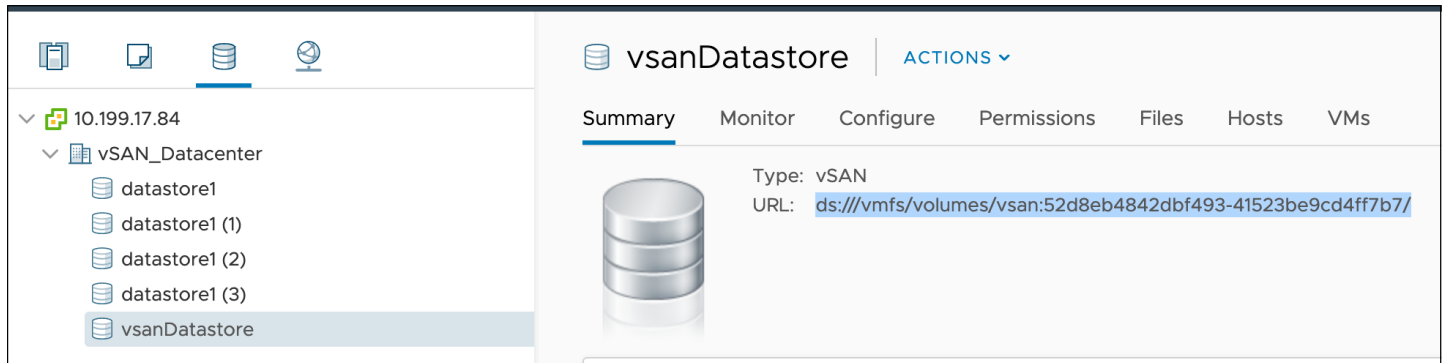 10.199.17.84
vSAN_Datacenter
datastore1
datastore1 (1)
datastore1 (2)
datastore1 (3)
vsanDatastore
vsanDatastore ACTIONS
Summary Monitor Configure Permissions Files Hosts VMs
Type: vSAN
URL: ds:///vmfs/volumes/vsan:52d8eb4842dbf493-41523be9cd4ff7b7/